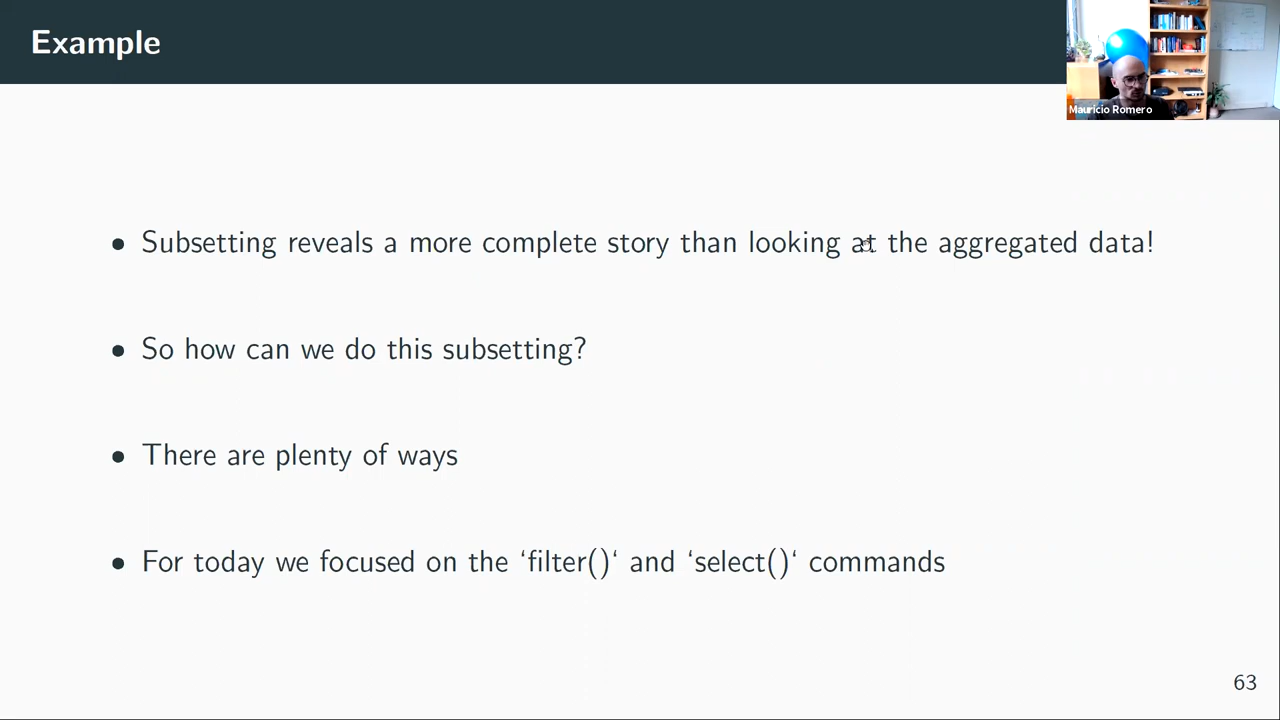 Example
Mauricio Romero
• Subsetting reveals a more complete story than looking at the aggregated data!
• So how can we do this subsetting?
• There are plenty of ways
• For today we focused on the ‘filter()‘ and ‘select()‘ commands
63